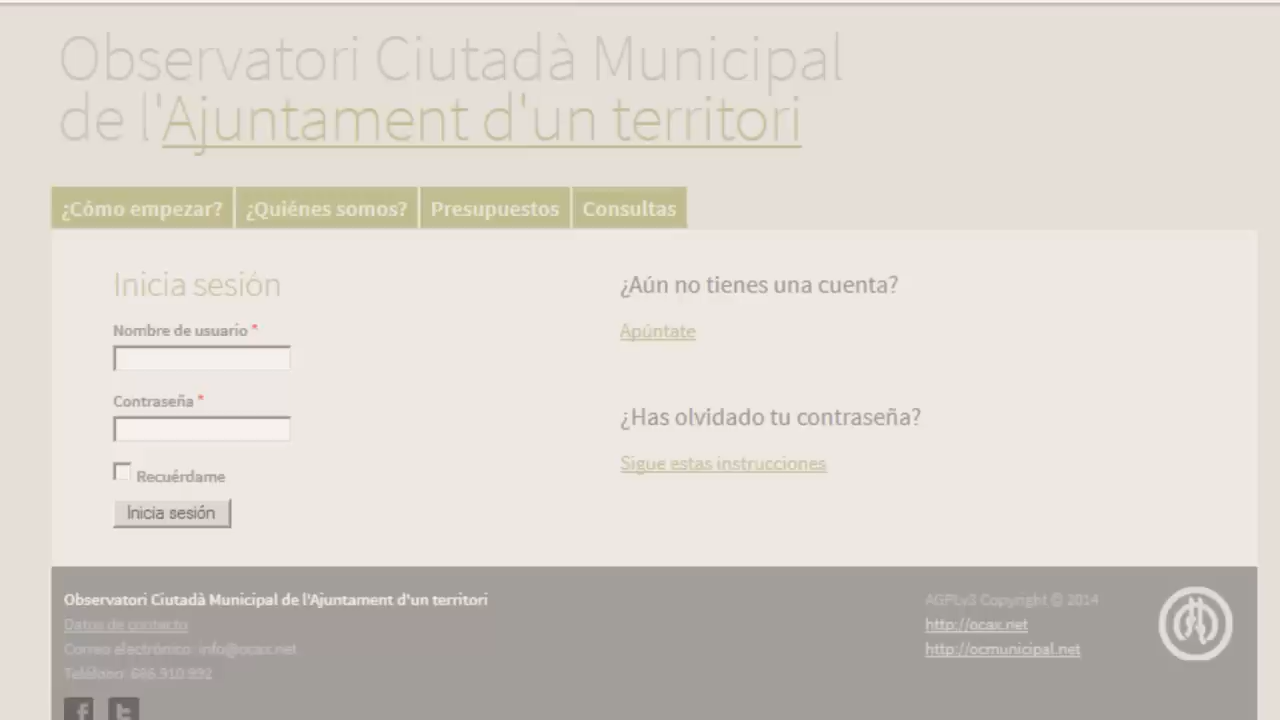 Observatori Ciutadà Municipal
de l'Ajuntament d'un territori
¿Cómo empezar?
¿Quiénes somos?
Presupuestos
Consultas
Inicia sesión
Nombre de usuario *
Contraseña *
Recuérdame
Inicia sesión
¿Aún no tienes una cuenta?
Apúntate
¿Has olvidado tu contraseña?
Sigue estas instrucciones
Observatori Ciutadà Municipal de l'Ajuntament d'un territori
Datos de contacto
Correo electrónico: info@ocax.net
Teléfono: 686 910 992
AGPLv3 Copyright © 2014
http://ocax.net
http://ocmunicipal.net